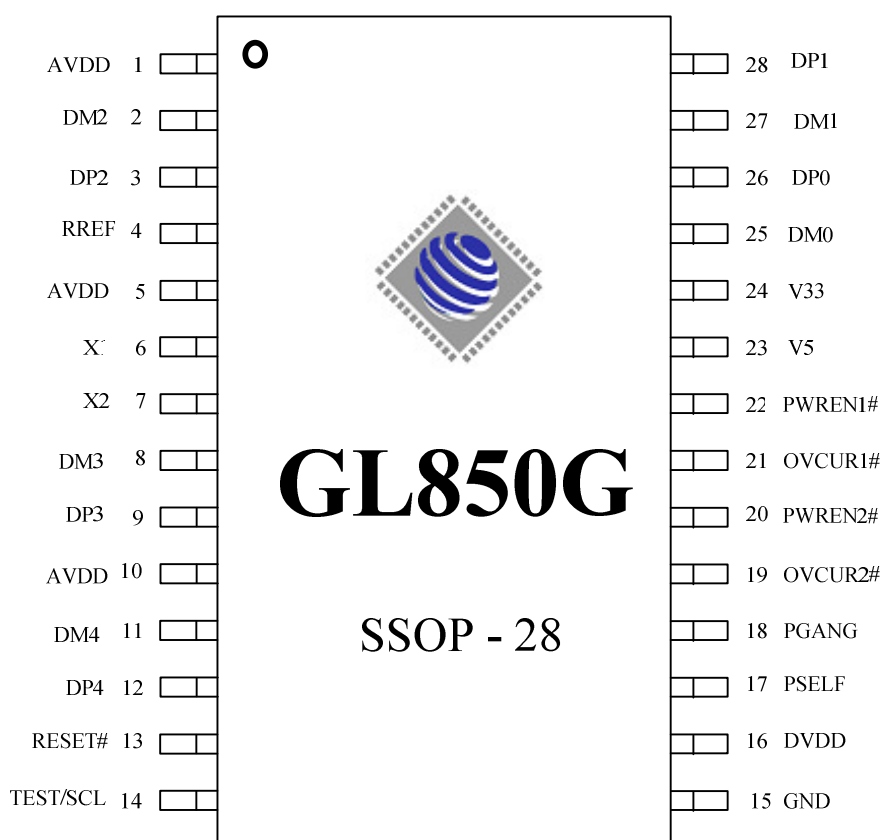 AVDD 1
DM2 2
DP2 3
RREF 4
AVDD 5
X1 6
X2 7
DM3 8
DP3 9
AVDD 10
DM4 11
DP4 12
RESET# 13
TEST/SCL 14
GL850G
SSOP - 28
28 DP1
27 DM1
26 DP0
25 DM0
24 V33
23 V5
22 PWREN1#
21 OVCUR1#
20 PWREN2#
19 OVCUR2#
18 PGANG
17 PSELF
16 DVDD
15 GND